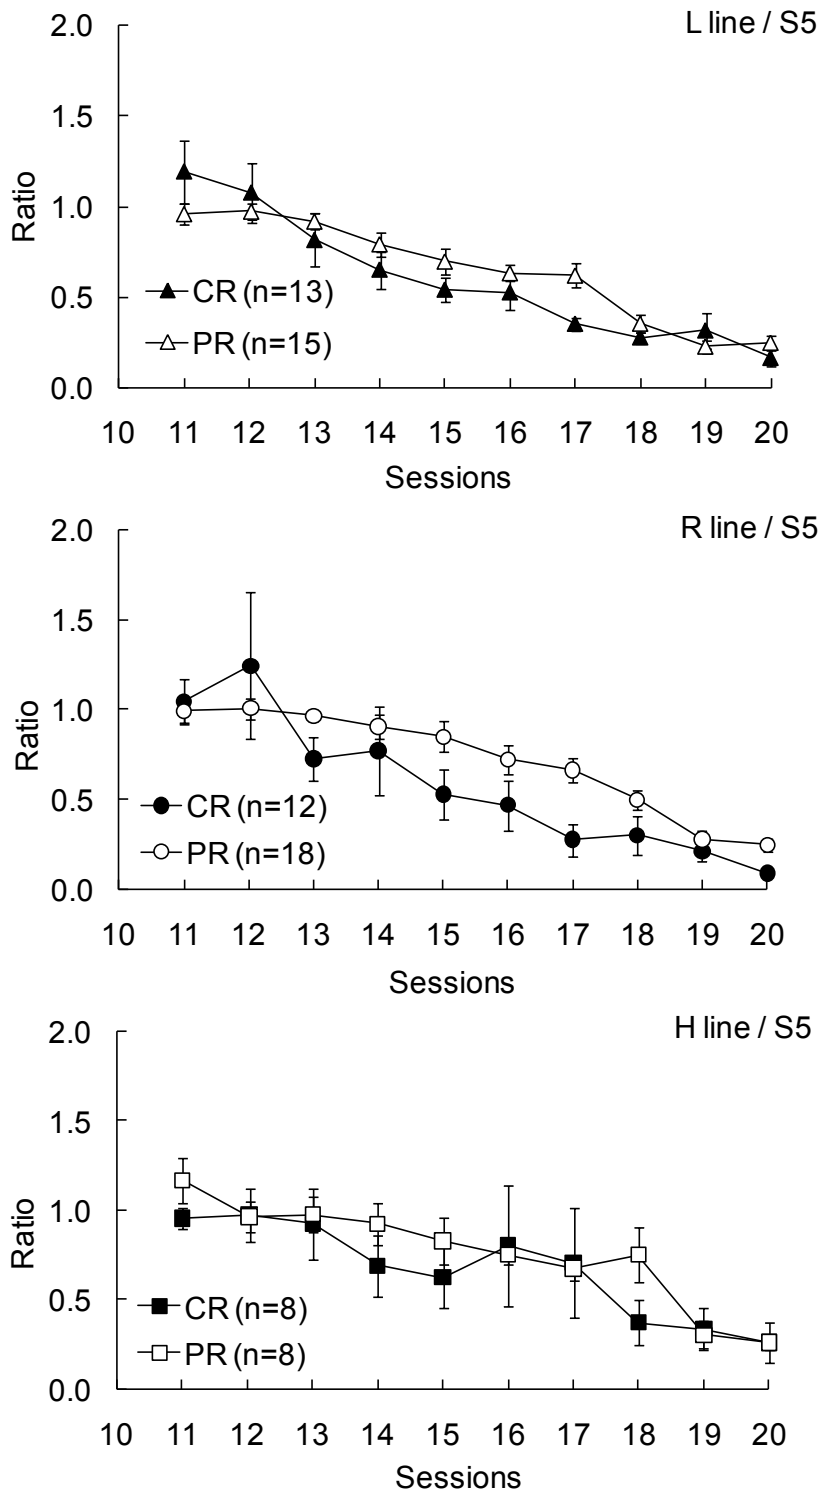 L line / S5
2.0
1.5
1.0
0.5
0.0
Ratio
CR (n=13)
PR (n=15)
10 11 12 13 14 15 16 17 18 19 20
Sessions
R line / S5
2.0
1.5
1.0
0.5
0.0
Ratio
CR (n=12)
PR (n=18)
10 11 12 13 14 15 16 17 18 19 20
Sessions
H line / S5
2.0
1.5
1.0
0.5
0.0
Ratio
CR (n=8)
PR (n=8)
10 11 12 13 14 15 16 17 18 19 20
Sessions